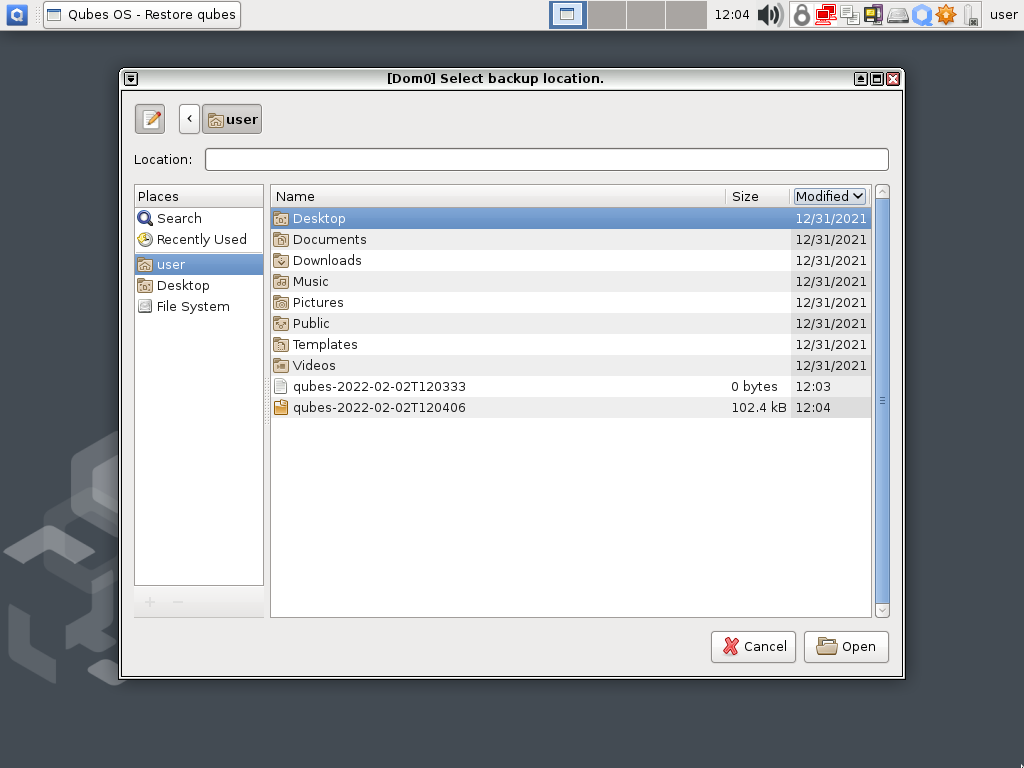 Qubes OS - Restore qubes
12:04
user
[Dom0] Select backup location.
user
Location:
Places
Search
Recently Used
user
Desktop
File System
Name Size Modified
Desktop 12/31/2021
Documents 12/31/2021
Downloads 12/31/2021
Music 12/31/2021
Pictures 12/31/2021
Public 12/31/2021
Templates 12/31/2021
Videos 12/31/2021
qubes-2022-02-02T120333 0 bytes 12:03
qubes-2022-02-02T120406 102.4 kB 12:04
Cancel
Open